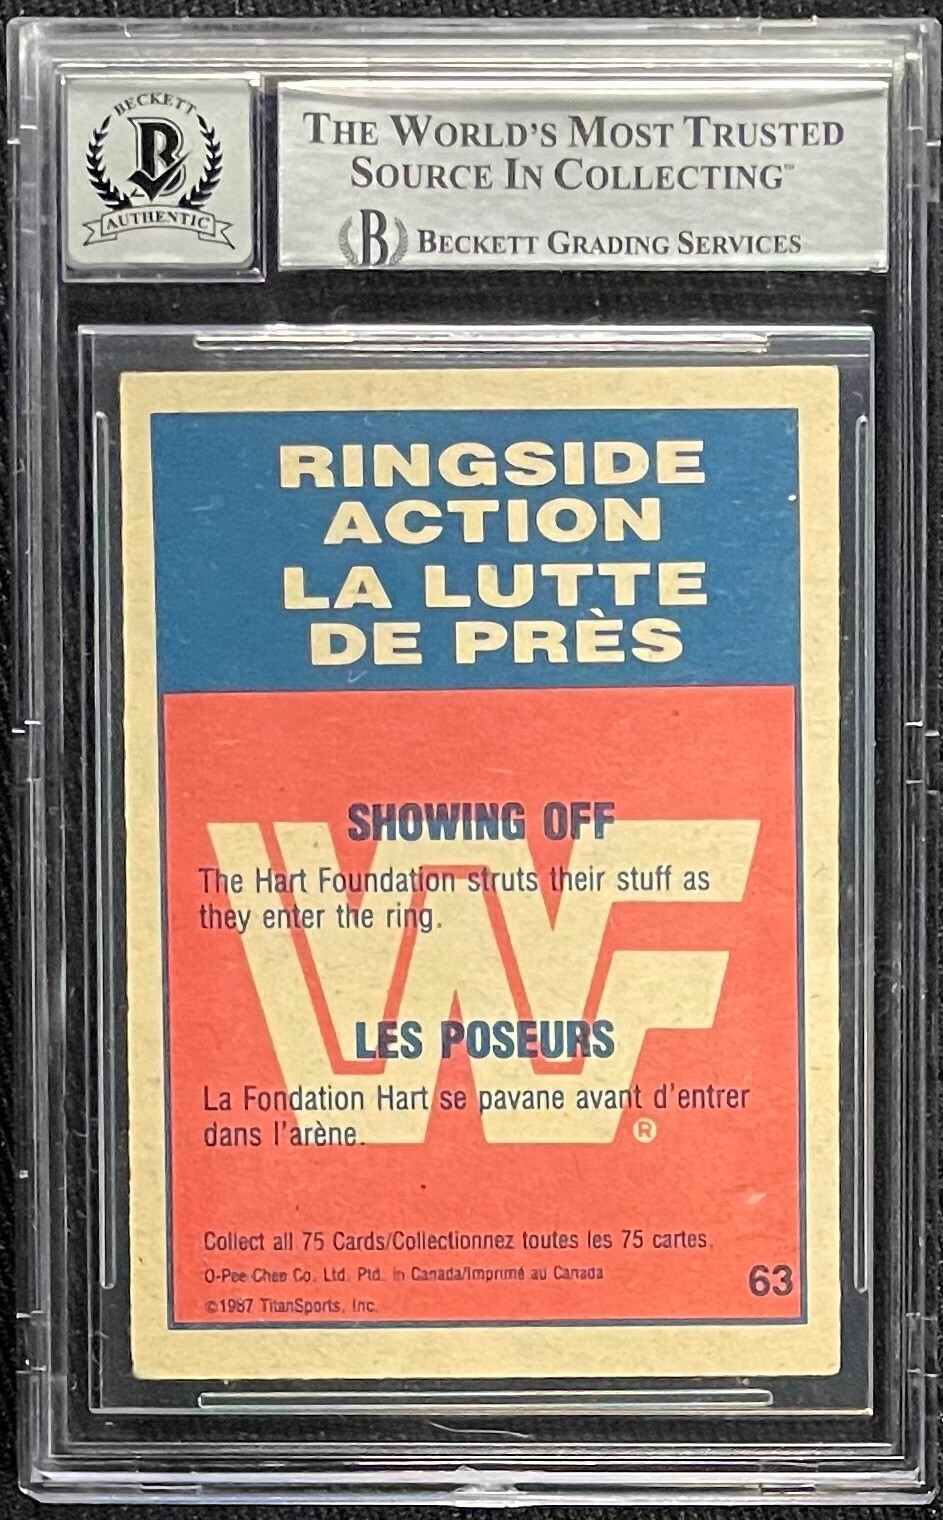 BECKETT
B
AUTHENTIC
THE WORLD'S MOST TRUSTED
SOURCE IN COLLECTING™
B BECKETT GRADING SERVICES
RINGSIDE
ACTION
LA LUTTE
DE PRÈS
SHOWING OFF
The Hart Foundation struts their stuff as
they enter the ring.
LES POSEURS
La Fondation Hart se pavane avant d'entrer
dans l'arène.
WF
®
Collect all 75 Cards/Collectionnez toutes les 75 cartes.
O-Pee-Chee Co. Ltd. Ptd. in Canada/Imprimé au Canada
©1987 TitanSports, Inc.
63